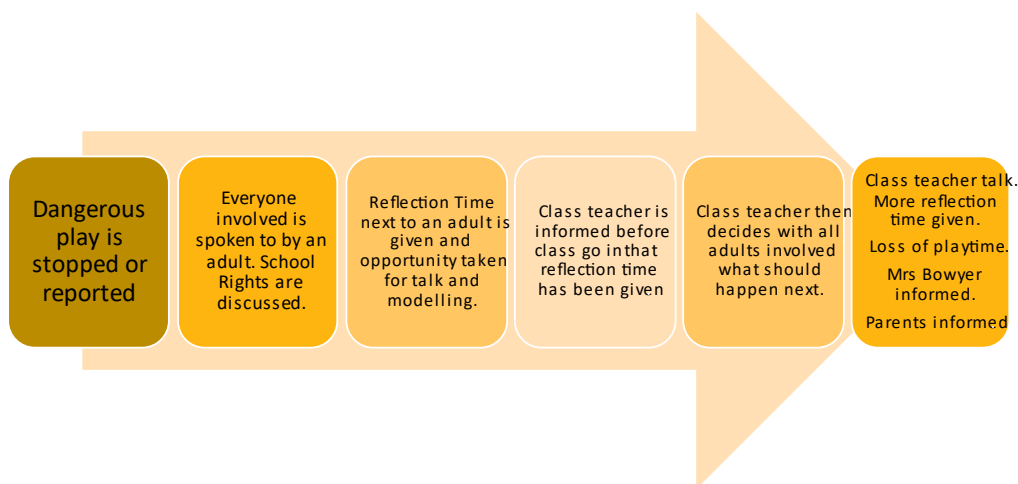 Dangerous
play is
stopped or
reported
Everyone
involved is
spoken to by an
adult. School
Rights are
discussed.
Reflection Time
next to an adult is
given and
opportunity taken
for talk and
modelling.
Class teacher is
informed before
class go in that
reflection time
has been given
Class teacher then
decides with all
adults involved
what should
happen next.
Class teacher talk.
More reflection
time given.
Loss of playtime.
Mrs Bowyer
informed.
Parents informed